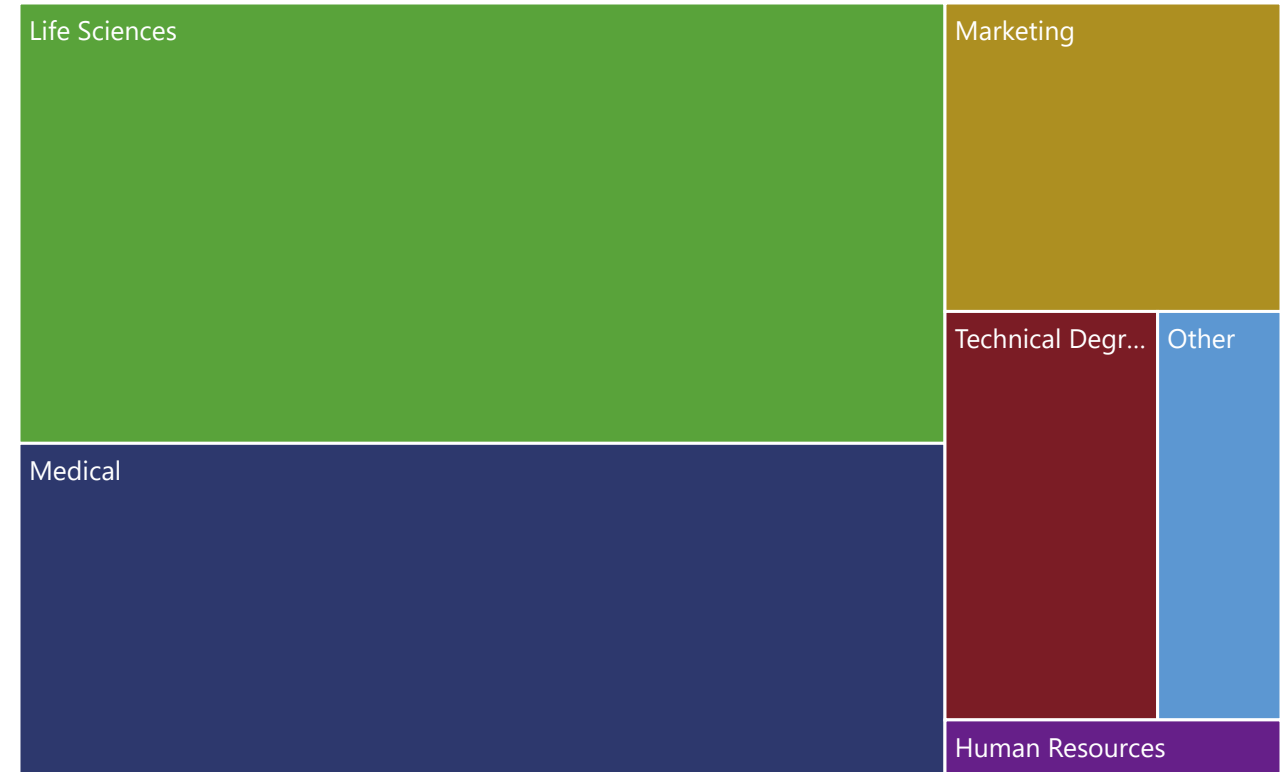 Life Sciences
Marketing
Technical Degr...
Other
Medical
Human Resources